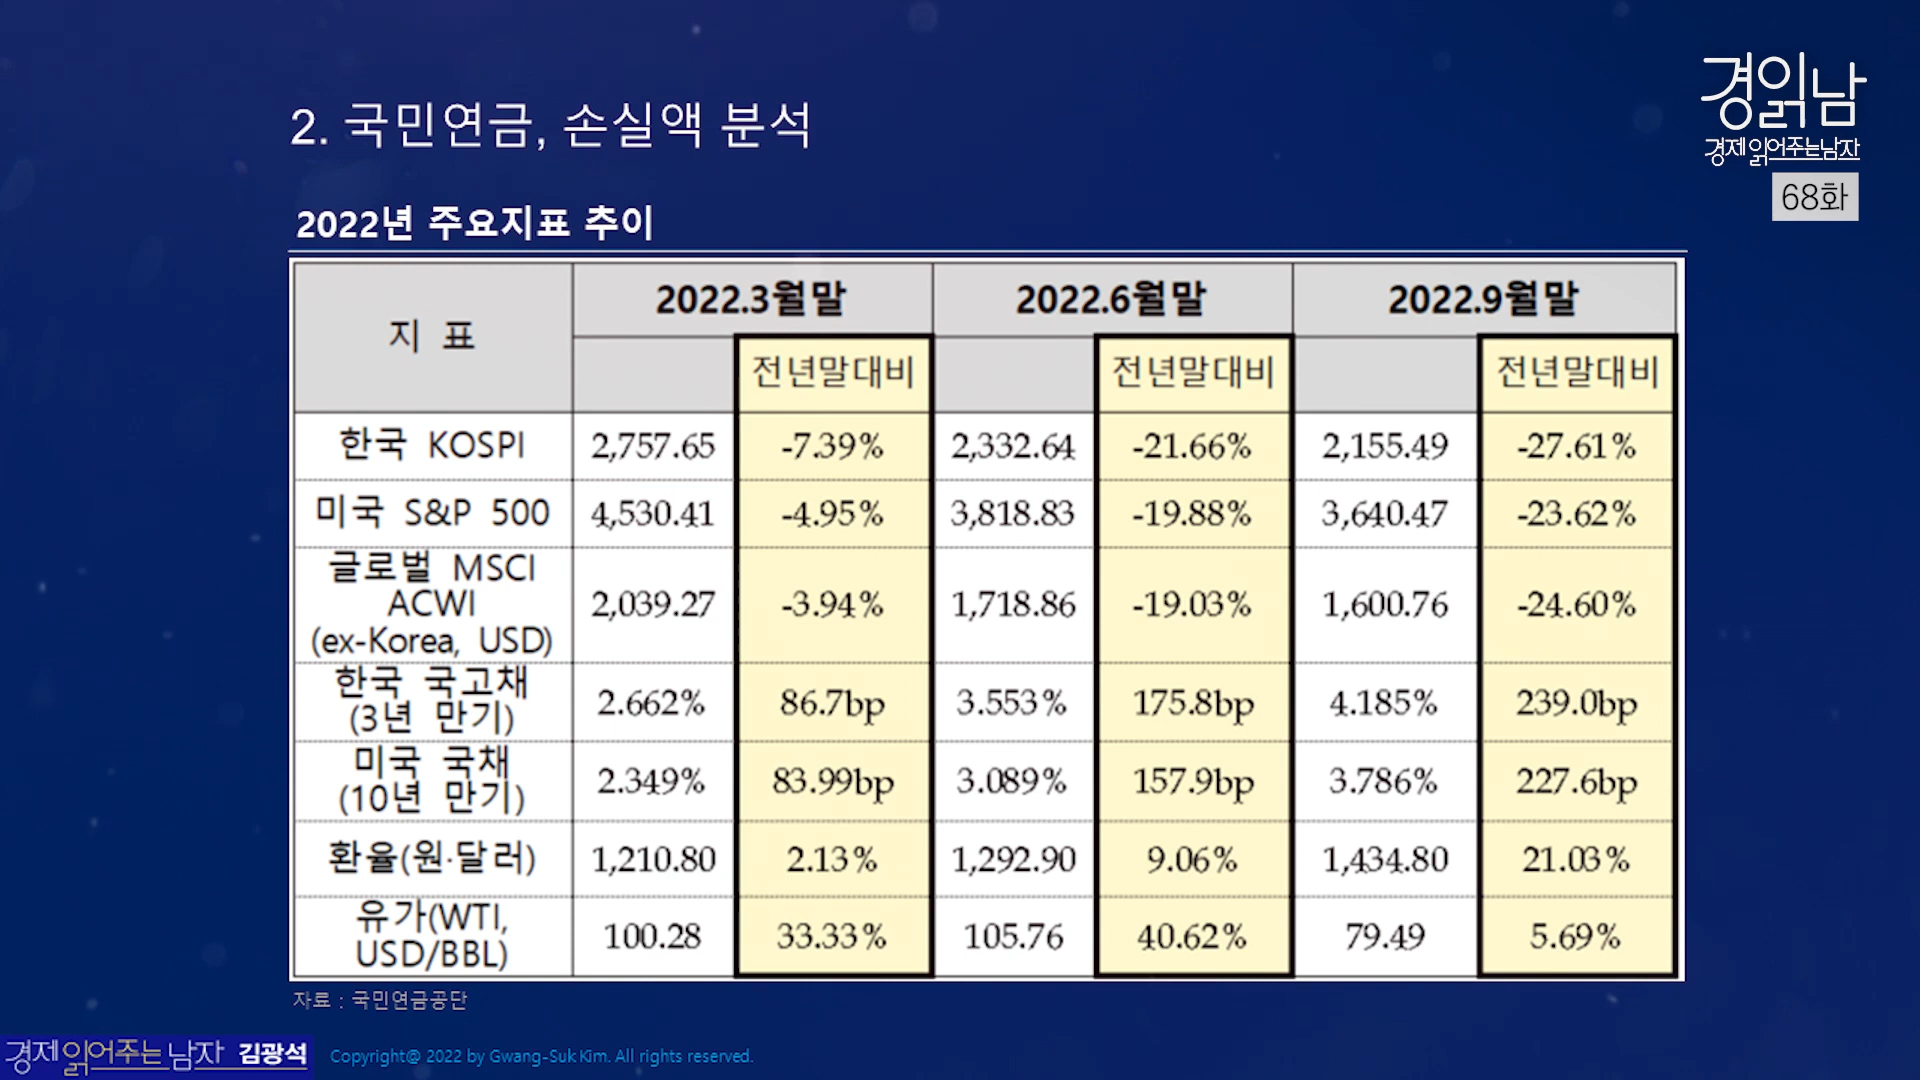 경읽남
경제 읽어주는남자
68화
2. 국민연금, 손실액 분석
2022년 주요지표 추이
지 표 2022.3월말 2022.6월말 2022.9월말
전년말대비 전년말대비 전년말대비
한국 KOSPI 2,757.65 -7.39% 2,332.64 -21.66% 2,155.49 -27.61%
미국 S&P 500 4,530.41 -4.95% 3,818.83 -19.88% 3,640.47 -23.62%
글로벌 MSCI
ACWI
(ex-Korea, USD) 2,039.27 -3.94% 1,718.86 -19.03% 1,600.76 -24.60%
한국 국고채
(3년 만기) 2.662% 86.7bp 3.553% 175.8bp 4.185% 239.0bp
미국 국채
(10년 만기) 2.349% 83.99bp 3.089% 157.9bp 3.786% 227.6bp
환율(원·달러) 1,210.80 2.13% 1,292.90 9.06% 1,434.80 21.03%
유가(WTI,
USD/BBL) 100.28 33.33% 105.76 40.62% 79.49 5.69%
자료 : 국민연금공단
경제 읽어주는 남자 김광석 Copyright@ 2022 by Gwang-Suk Kim. All rights reserved.